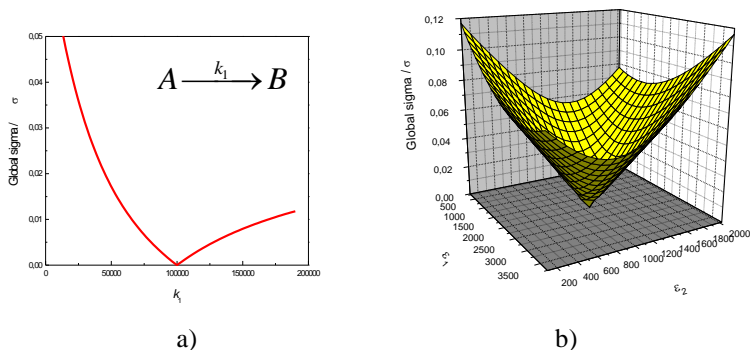 0,05
0,04
0,03
0,02
0,01
0,00
Global sigma / σ
A k₁ B
0 50000 100000 150000 200000
k₁
a)
0,12
0,10
0,08
0,06
0,04
0,02
0,00
Global sigma / σ
500
1000
1500
2000
2500
3000
3500
ε₁
200 400 600 800 1000 1200 1400 1600 1800 2000
ε₂
b)